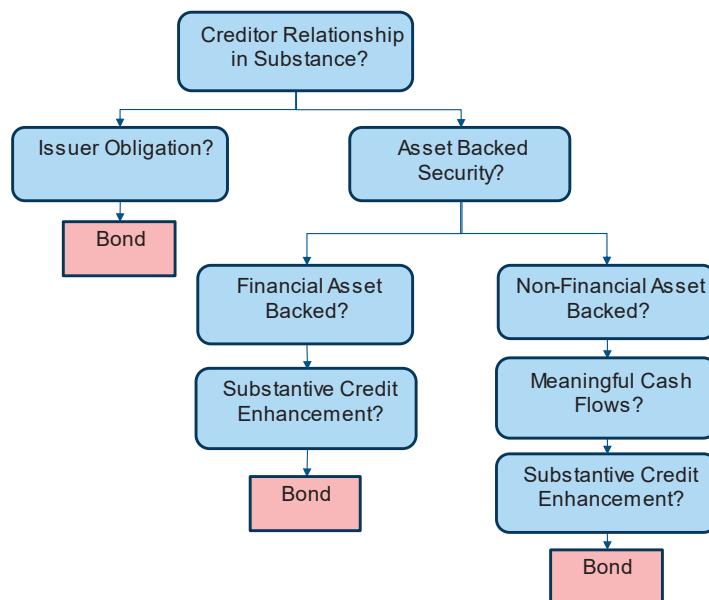 Creditor Relationship
in Substance?
Issuer Obligation?
Asset Backed
Security?
Bond
Financial Asset
Backed?
Non-Financial Asset
Backed?
Substantive Credit
Enhancement?
Meaningful Cash
Flows?
Bond
Substantive Credit
Enhancement?
Bond